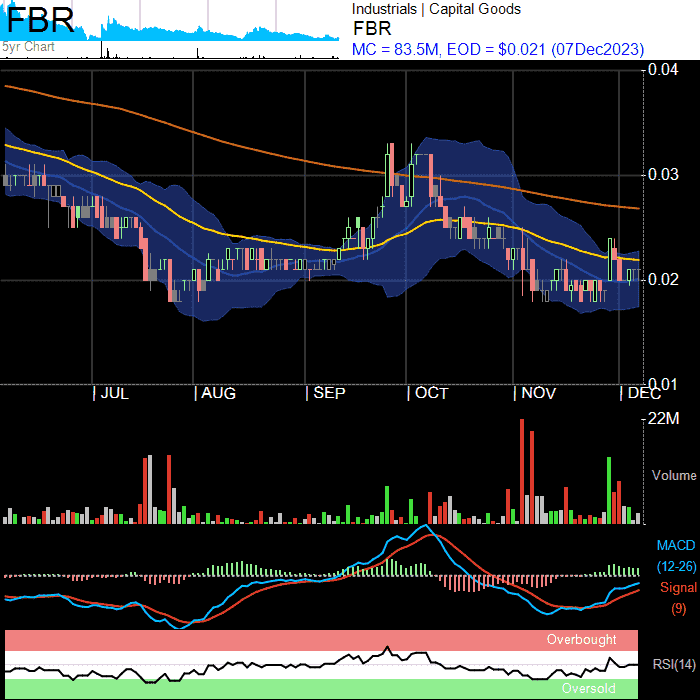 FBR
5yr Chart
Industrials | Capital Goods
FBR
MC = 83.5M, EOD = $0.021 (07Dec2023)
0.04
0.03
0.02
0.01
| JUL | AUG | SEP | OCT | NOV | DEC
22M
Volume
MACD
(12-26)
Signal
(9)
Overbought
RSI(14)
Oversold